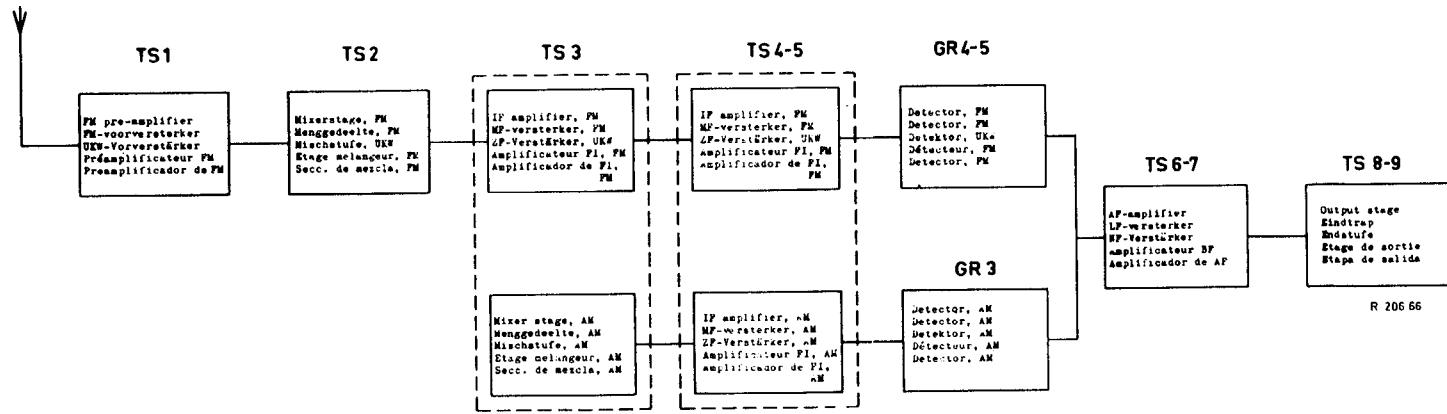 TS1
FM pre-amplifier
FM-voorversterker
UKW-Vorverstärker
Préamplificateur FM
Preamplificador de FM
TS2
Mixerstage, FM
Menggedeelte, FM
Mischstufe, UKW
Etage melangeur, FM
Secc. de mezcla, FM
TS 3
IF amplifier, FM
MF-versterker, FM
ZF-Verstärker, UKW
Amplificateur FI, FM
Amplificador de FI,
FM
TS 4-5
IF amplifier, FM
MF-versterker, FM
ZF-Verstärker, UKW
Amplificateur FI, FM
Amplificador de FI,
FM
GR 4-5
Detector, FM
Detector, FM
Detektor, UKW
Détecteur, FM
Detector, FM
Mixer stage, AM
Menggedeelte, AM
Mischstufe, AM
Etage melangeur, AM
Secc. de mezcla, AM
IF amplifier, AM
MF-versterker, AM
ZF-Verstärker, AM
Amplificateur FI, AM
Amplificador de FI,
AM
GR 3
Detector, AM
Detector, AM
Detektor, AM
Détecteur, AM
Detector, AM
TS 6-7
AF-amplifier
LF-versterker
NF-Verstärker
Amplificateur BF
Amplificador de AF
TS 8-9
Output stage
Eindtrap
Endstufe
Etage de sortie
Etapa de salida
R 206 66